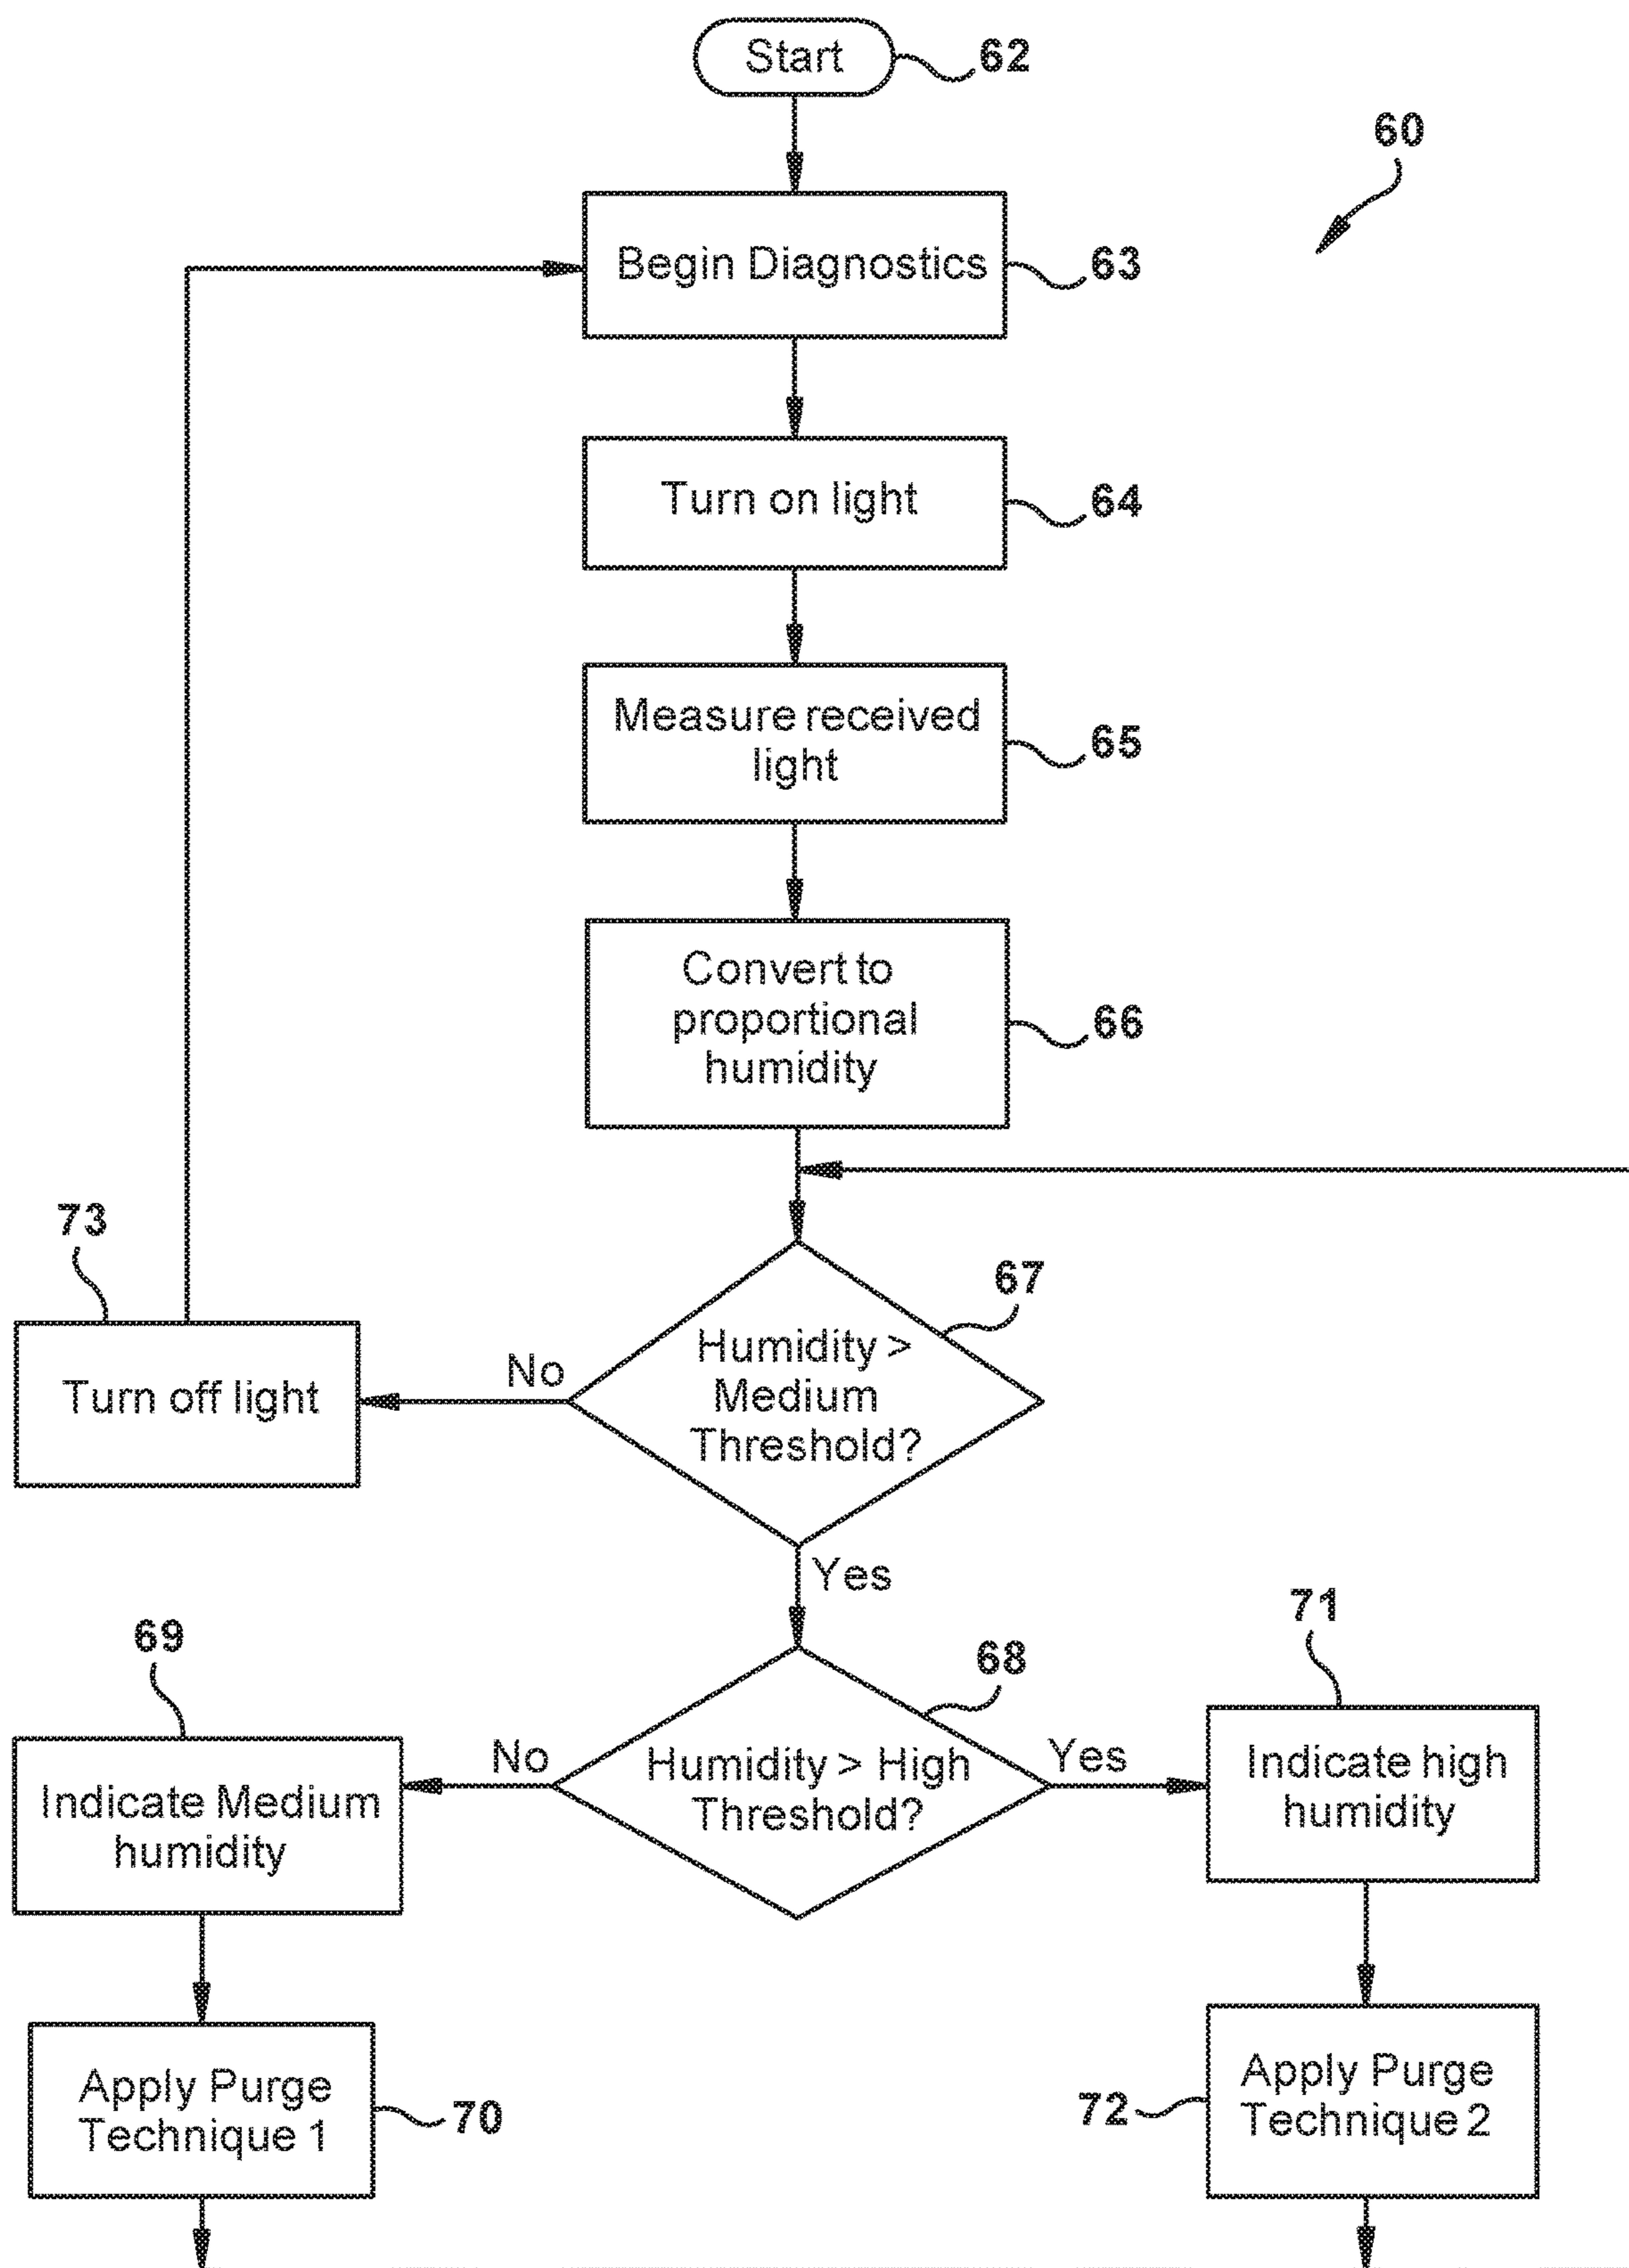 Start
62
60
Begin Diagnostics
63
Turn on light
64
Measure received
light
65
Convert to
proportional
humidity
66
73
67
Turn off light
No
Humidity >
Medium
Threshold?
Yes
69
68
71
Indicate Medium
humidity
No
Humidity > High
Threshold?
Yes
Indicate high
humidity
Apply Purge
Technique 1
70
72
Apply Purge
Technique 2